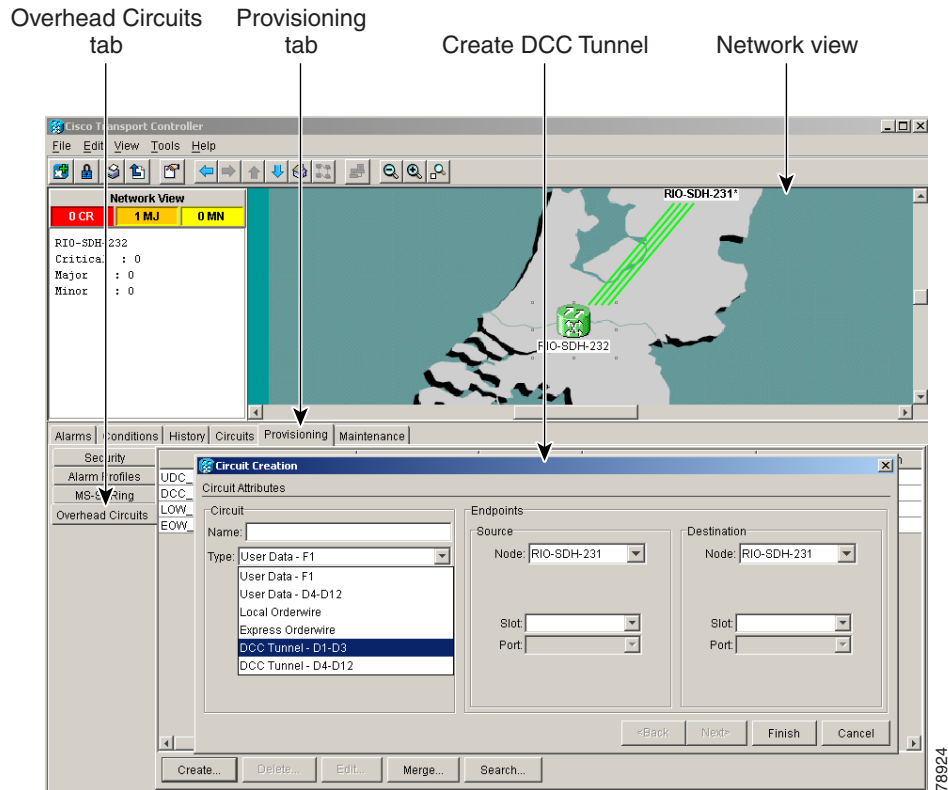 Overhead Circuits tab
Provisioning tab
Create DCC Tunnel
Network view
Cisco Transport Controller
File Edit View Tools Help
Network View
0 CR 1 MJ 0 MN
RIO-SDH-232
Critical : 0
Major : 0
Minor : 0
RIO-SDH-231*
RIO-SDH-232
Alarms Conditions History Circuits Provisioning Maintenance
Security
Alarm Profiles
MS-SPRing
Overhead Circuits
UDC_
DCC_
LOW_
EOW_
Circuit Creation
Circuit Attributes
Circuit
Name:
Type: User Data - F1
User Data - F1
User Data - D4-D12
Local Orderwire
Express Orderwire
DCC Tunnel - D1-D3
DCC Tunnel - D4-D12
Endpoints
Source
Node: RIO-SDH-231
Slot:
Port:
Destination
Node: RIO-SDH-231
Slot:
Port:
<Back Next> Finish Cancel
Create... Delete... Edit... Merge... Search...
78924